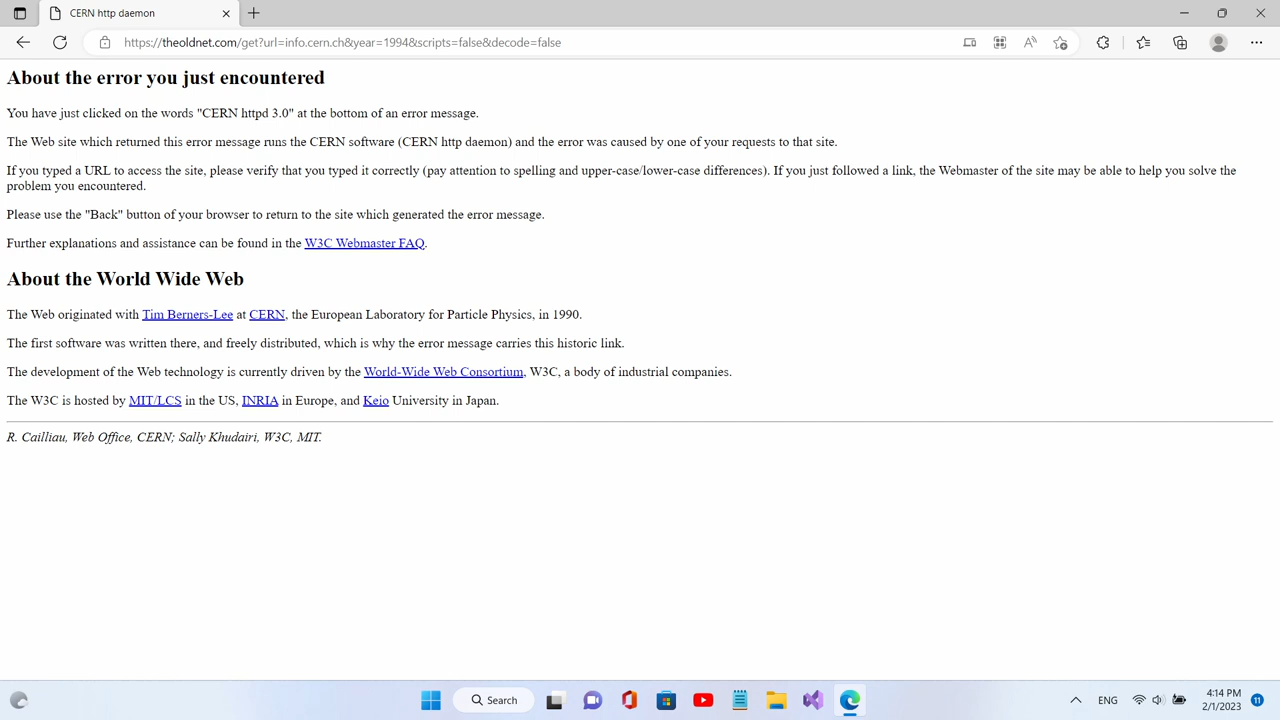 CERN http daemon
https://theoldnet.com/get?url=info.cern.ch&year=1994&scripts=false&decode=false
About the error you just encountered
You have just clicked on the words "CERN httpd 3.0" at the bottom of an error message.
The Web site which returned this error message runs the CERN software (CERN http daemon) and the error was caused by one of your requests to that site.
If you typed a URL to access the site, please verify that you typed it correctly (pay attention to spelling and upper-case/lower-case differences). If you just followed a link, the Webmaster of the site may be able to help you solve the
problem you encountered.
Please use the "Back" button of your browser to return to the site which generated the error message.
Further explanations and assistance can be found in the W3C Webmaster FAQ.
About the World Wide Web
The Web originated with Tim Berners-Lee at CERN, the European Laboratory for Particle Physics, in 1990.
The first software was written there, and freely distributed, which is why the error message carries this historic link.
The development of the Web technology is currently driven by the World-Wide Web Consortium, W3C, a body of industrial companies.
The W3C is hosted by MIT/LCS in the US, INRIA in Europe, and Keio University in Japan.
R. Cailliau, Web Office, CERN; Sally Khudairi, W3C, MIT.
Search
ENG
4:14 PM
2/1/2023
11